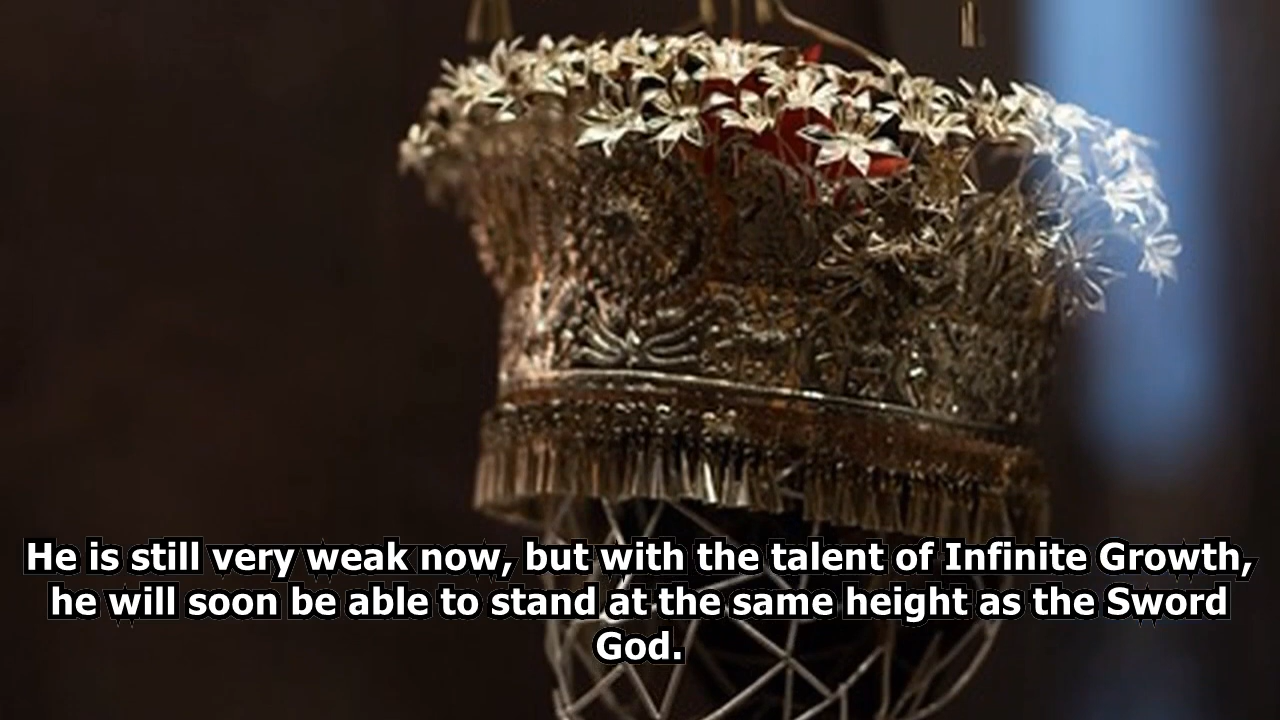 He is still very weak now, but with the talent of Infinite Growth,
he will soon be able to stand at the same height as the Sword
God.